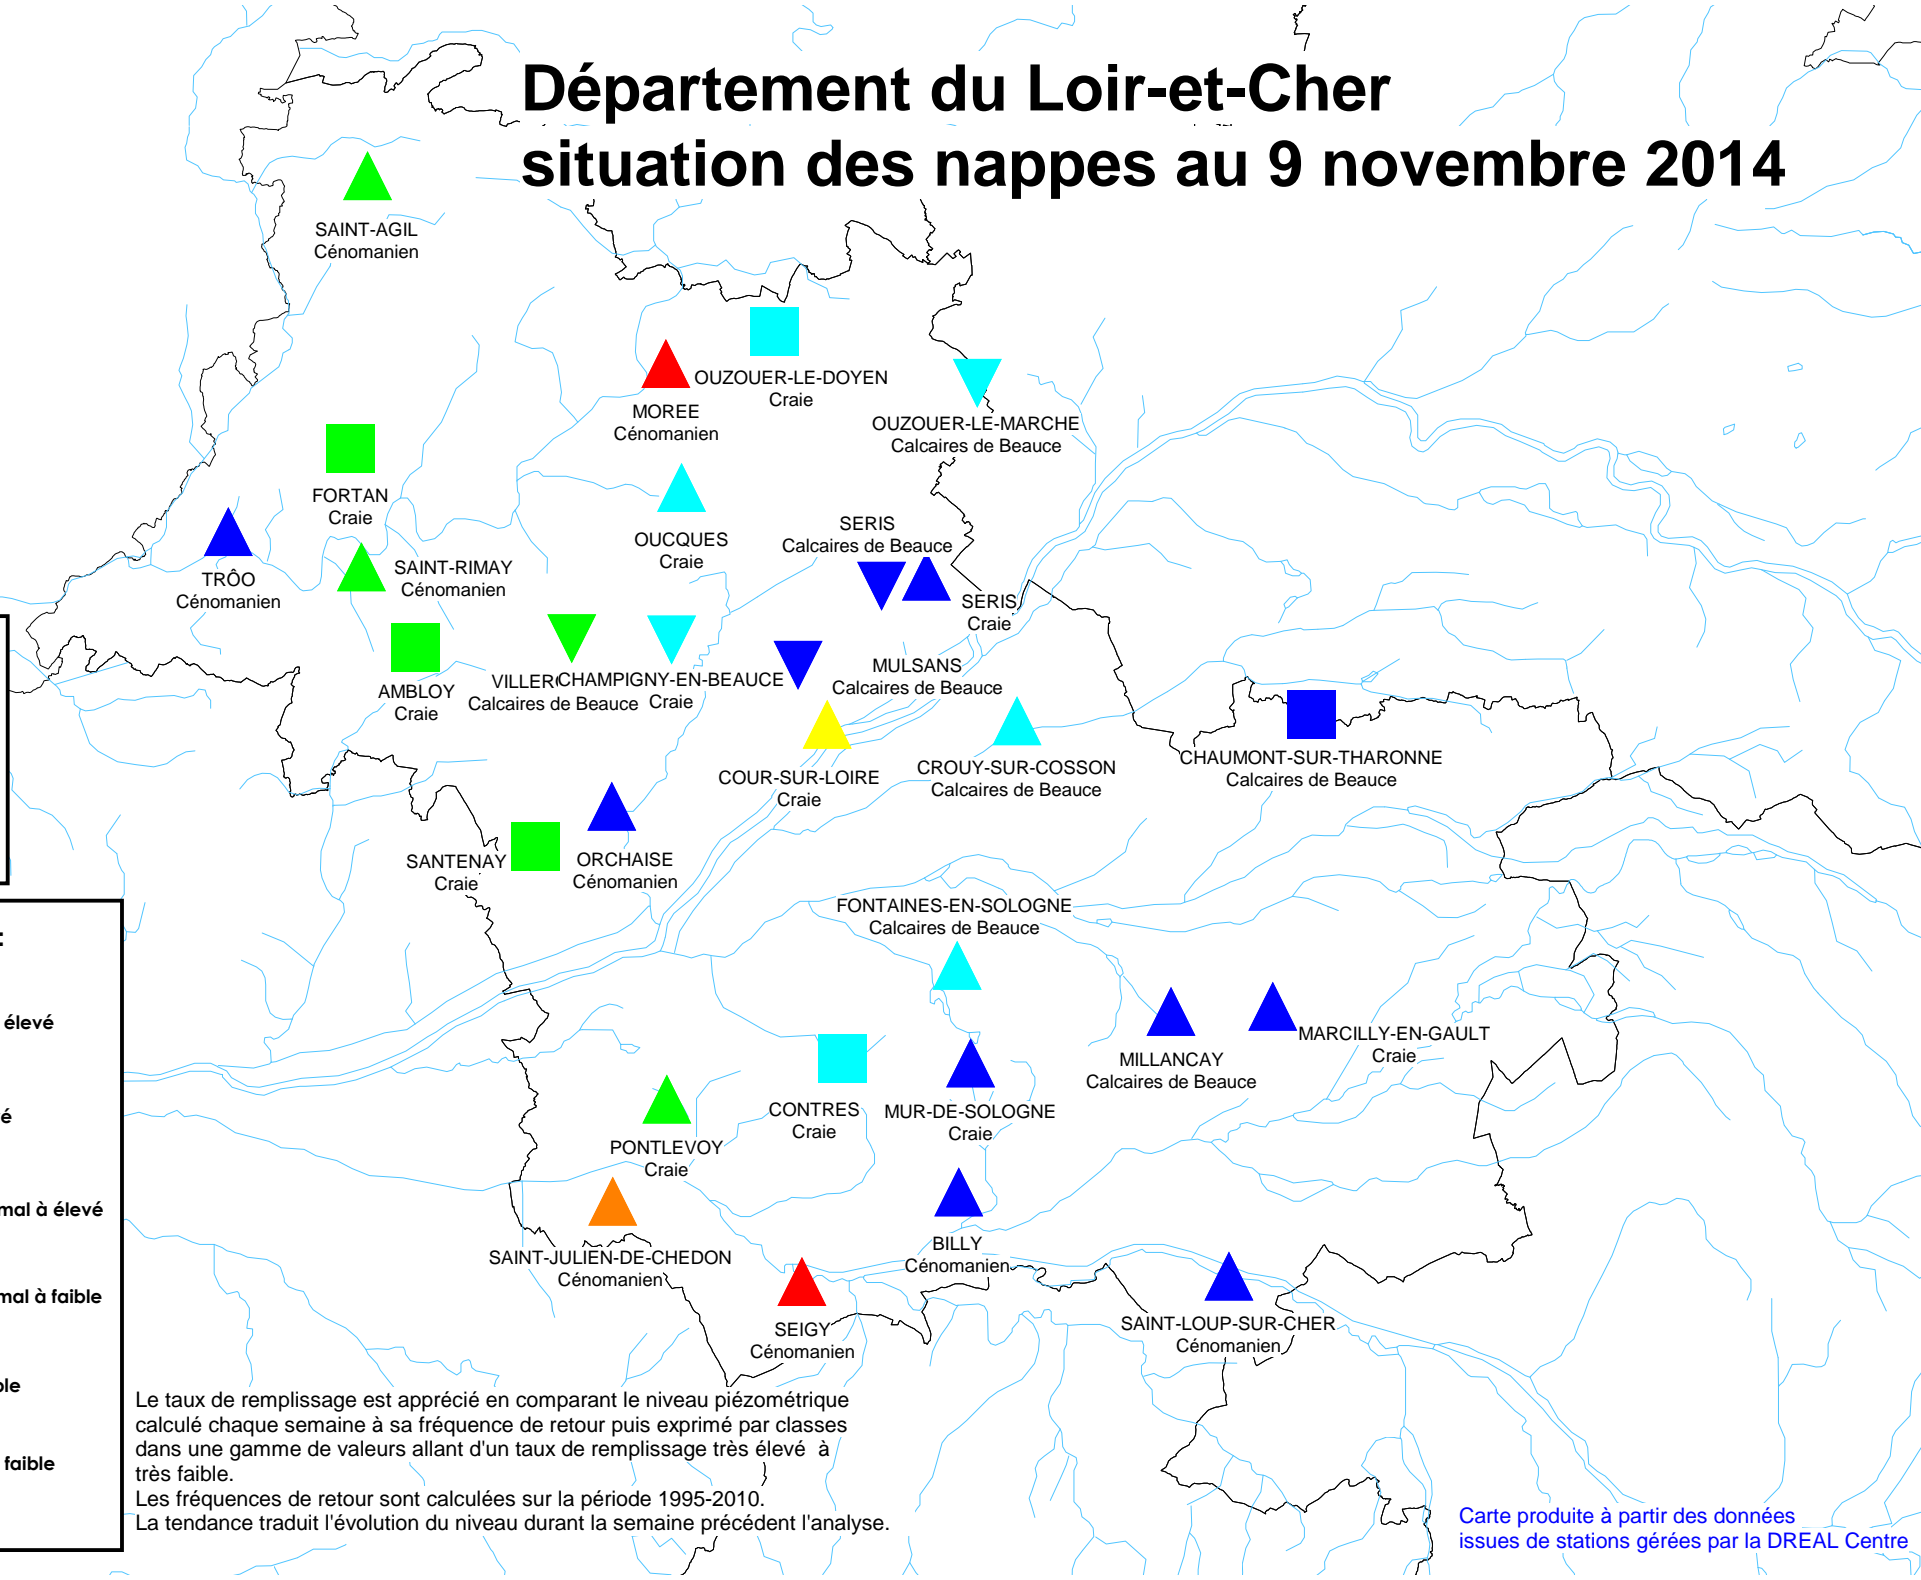 Département du Loir-et-Cher
situation des nappes au 9 novembre 2014
SAINT-AGIL
Cénomanien
OUZOUER-LE-DOYEN
Craie
MOREE
Cénomanien
OUZOUER-LE-MARCHE
Calcaires de Beauce
FORTAN
Craie
OUCQUES
Craie
SERIS
Calcaires de Beauce
TRÔO
Cénomanien
SAINT-RIMAY
Cénomanien
SERIS
Craie
AMBLOY
Craie
Calcaires de Beauce
CHAMPIGNY-EN-BEAUCE
Craie
MULSANS
Calcaires de Beauce
COUR-SUR-LOIRE
Craie
CROUY-SUR-COSSON
Calcaires de Beauce
CHAUMONT-SUR-THARONNE
Calcaires de Beauce
SANTENAY
Craie
ORCHAISE
Cénomanien
FONTAINES-EN-SOLOGNE
Calcaires de Beauce
MARCILLY-EN-GAULT
Craie
MILLANCAY
Calcaires de Beauce
CONTRES
Craie
MUR-DE-SOLOGNE
Craie
PONTLEVOY
Craie
SAINT-JULIEN-DE-CHEDON
Cénomanien
BILLY
Cénomanien
SEIGY
Cénomanien
SAINT-LOUP-SUR-CHER
Cénomanien
:
élevé
à élevé
à faible
faible
Le taux de remplissage est apprécié en comparant le niveau piézométrique
calculé chaque semaine à sa fréquence de retour puis exprimé par classes
dans une gamme de valeurs allant d'un taux de remplissage très élevé à
très faible.
Les fréquences de retour sont calculées sur la période 1995-2010.
La tendance traduit l'évolution du niveau durant la semaine précédent l'analyse.
Carte produite à partir des données
issues de stations gérées par la DREAL Centre